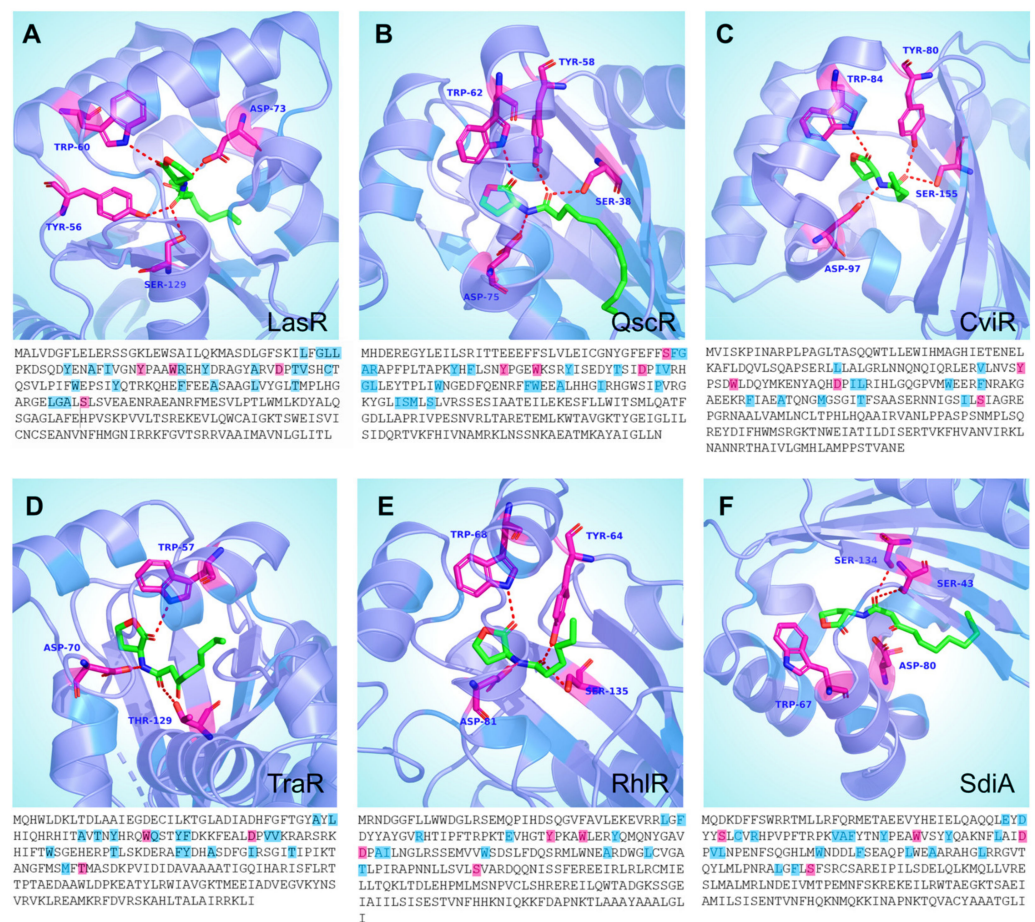 A
TRP-60
ASP-73
TYR-56
SER-129
LasR
MALVDGFLELERSSGKLEWSAILQKMASDLGFSKILFGLL
PKDSQDYENAFIVGNYPAAWREHYDRAGYARVDPTVSHCT
QSVLPIFWEPSIYQTRKQHEFFEEASAAGLVYGLTMPLHG
ARGELGALSLSVEAENRAEANRFMESVLPTLWMLKDYALQ
SGAGLAFEHPVSKPVVLTSREKEVLQWCAIGKTSWEISVI
CNCSEANVNFHMGNIRRKFGVTSRRVAAIMAVNLGLITL
B
TYR-58
TRP-62
SER-38
ASP-75
QscR
MHDEREGYLEILSRITTEEEFFSLVLEICGNYGFEFFSFG
ARAPFPLTAPKYHFLSNYPGEWKSRYISEDYTSIDPIVRH
GLLEYTPLIWNGEDFQENRFFWEEALHHGIRHGWSIPVRG
KYGLISMLSLVRSSESIAATEILEKESFLLWITSMLQATF
GDLLAPRIVPESNVRLTARETEMLKWTAVGKTYGEIGLIL
SIDQRTVKFHIVNAMRKLNSSNKAEATMKAYAIGLLN
C
TYR-80
TRP-84
SER-155
ASP-97
CviR
MVISKPINARPLPAGLTASQQWTLLEWIHMAGHIETENEL
KAFLDQVLSQAPSERLLLALGRLNNQNQIQRLERVLNVSY
PSDWLDQYMKENYAQHDPILRIHLGQGPVMWEERFNRAKG
AEEKRFIAEATQNGMGSGITFSAASERNNIGSILSIAGRE
PGRNAALVAMLNCLTPHLHQAAIRVANLPPASPSNMPLSQ
REYDIFHWMSRGKTNWEIATILDISERTVKFHVANVIRKL
NANNRTHAIVLGMHLAMPPSTVANE
D
TRP-57
ASP-70
THR-129
TraR
MQHWLDKLTDLAAIEGDECILKTGLADIADHFGFTGYAYL
HIQHRHITAVTNYHRQWQSTYFDKKFEALDPVVKRARSRK
HIFTWSGEHERPTLSKDERAFYDHASDFGIRSGITIPIKT
ANGFMSMFTMASDKPVIDLDREIDAVAAAATIGQIHARISFLRT
TPTAEDAAWLDPKEATYLRWIAVGKTMEEIADVEGVKYNS
VRVKLREAMKRFDVRSKAHLTALAIRRKLI
E
TRP-68
TYR-64
SER-135
ASP-81
RhlR
MRNDGGFLLWWDGLRSEMQPIHDSQGVFAVLEKEVRRLGF
DYYAYGVRHTIPFTRPKTEVHGTYPKAWLERYQMQNYGAV
DPAILNGLRSSEMVVWSDSLFDQSRMLWNEARDWGLCVGA
TLPIRAPNNLLSVLSVARDQQNISSFEREEIRLRLRCMIE
LLTQKLTDLEHPMLMSNPVCLSHREREILQWTADGKSSGE
IAIILSISESTVNFHHKNIQKKFDAPNKTLAAAYAAALGL
I
F
SER-134
SER-43
ASP-80
TRP-67
SdiA
MQDKDFFSWRRTMLLRFQRMETAEEVYHEIELQAQQLEYD
YYSLCVRHPVPFTRPKVAFYTNYPEAWVSYYQAKNFLAID
PVLNPENFSQGHLMWNDDLFSEAQPLWEAARAHGLRRGVT
QYLMLPNRALGFLSFSRCSAREIPILSDELQLKMQLLVRE
SLMALMRLNDEIVMTPEMNFSKREKEILRWTAEGKTSAEI
AMILSISENTVNFHQKNMQKKINAPNKTQVACYAAATGLI